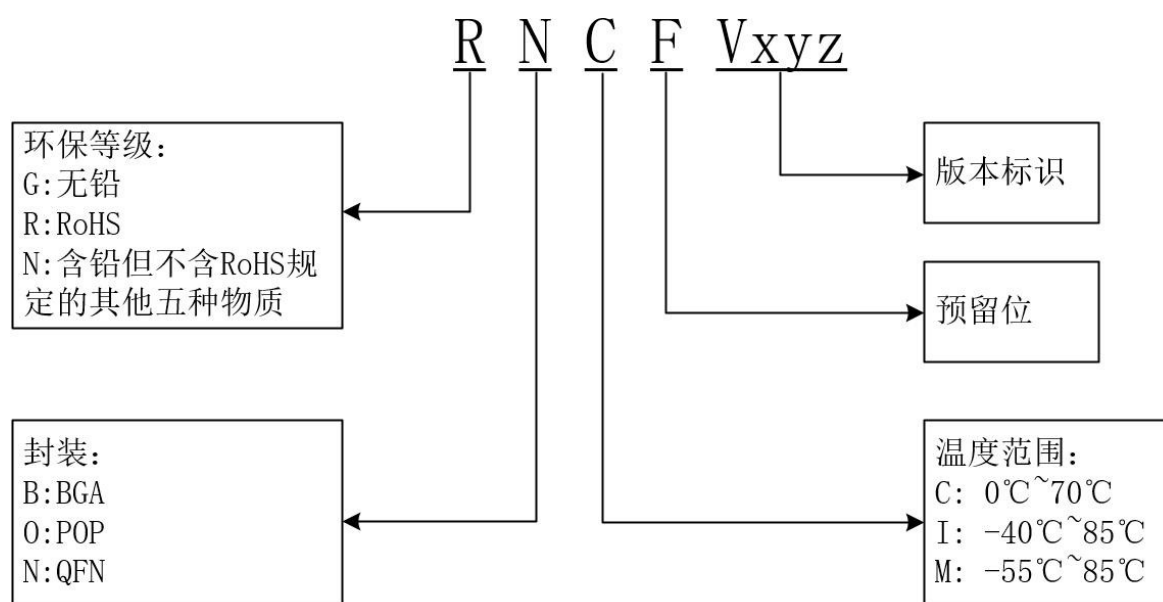 R N C F Vxyz
环保等级：
G:无铅
R:RoHS
N:含铅但不含RoHS规
定的其他五种物质
版本标识
预留位
封装：
B:BGA
O:POP
N:QFN
温度范围：
C: 0℃~70℃
I: -40℃~85℃
M: -55℃~85℃